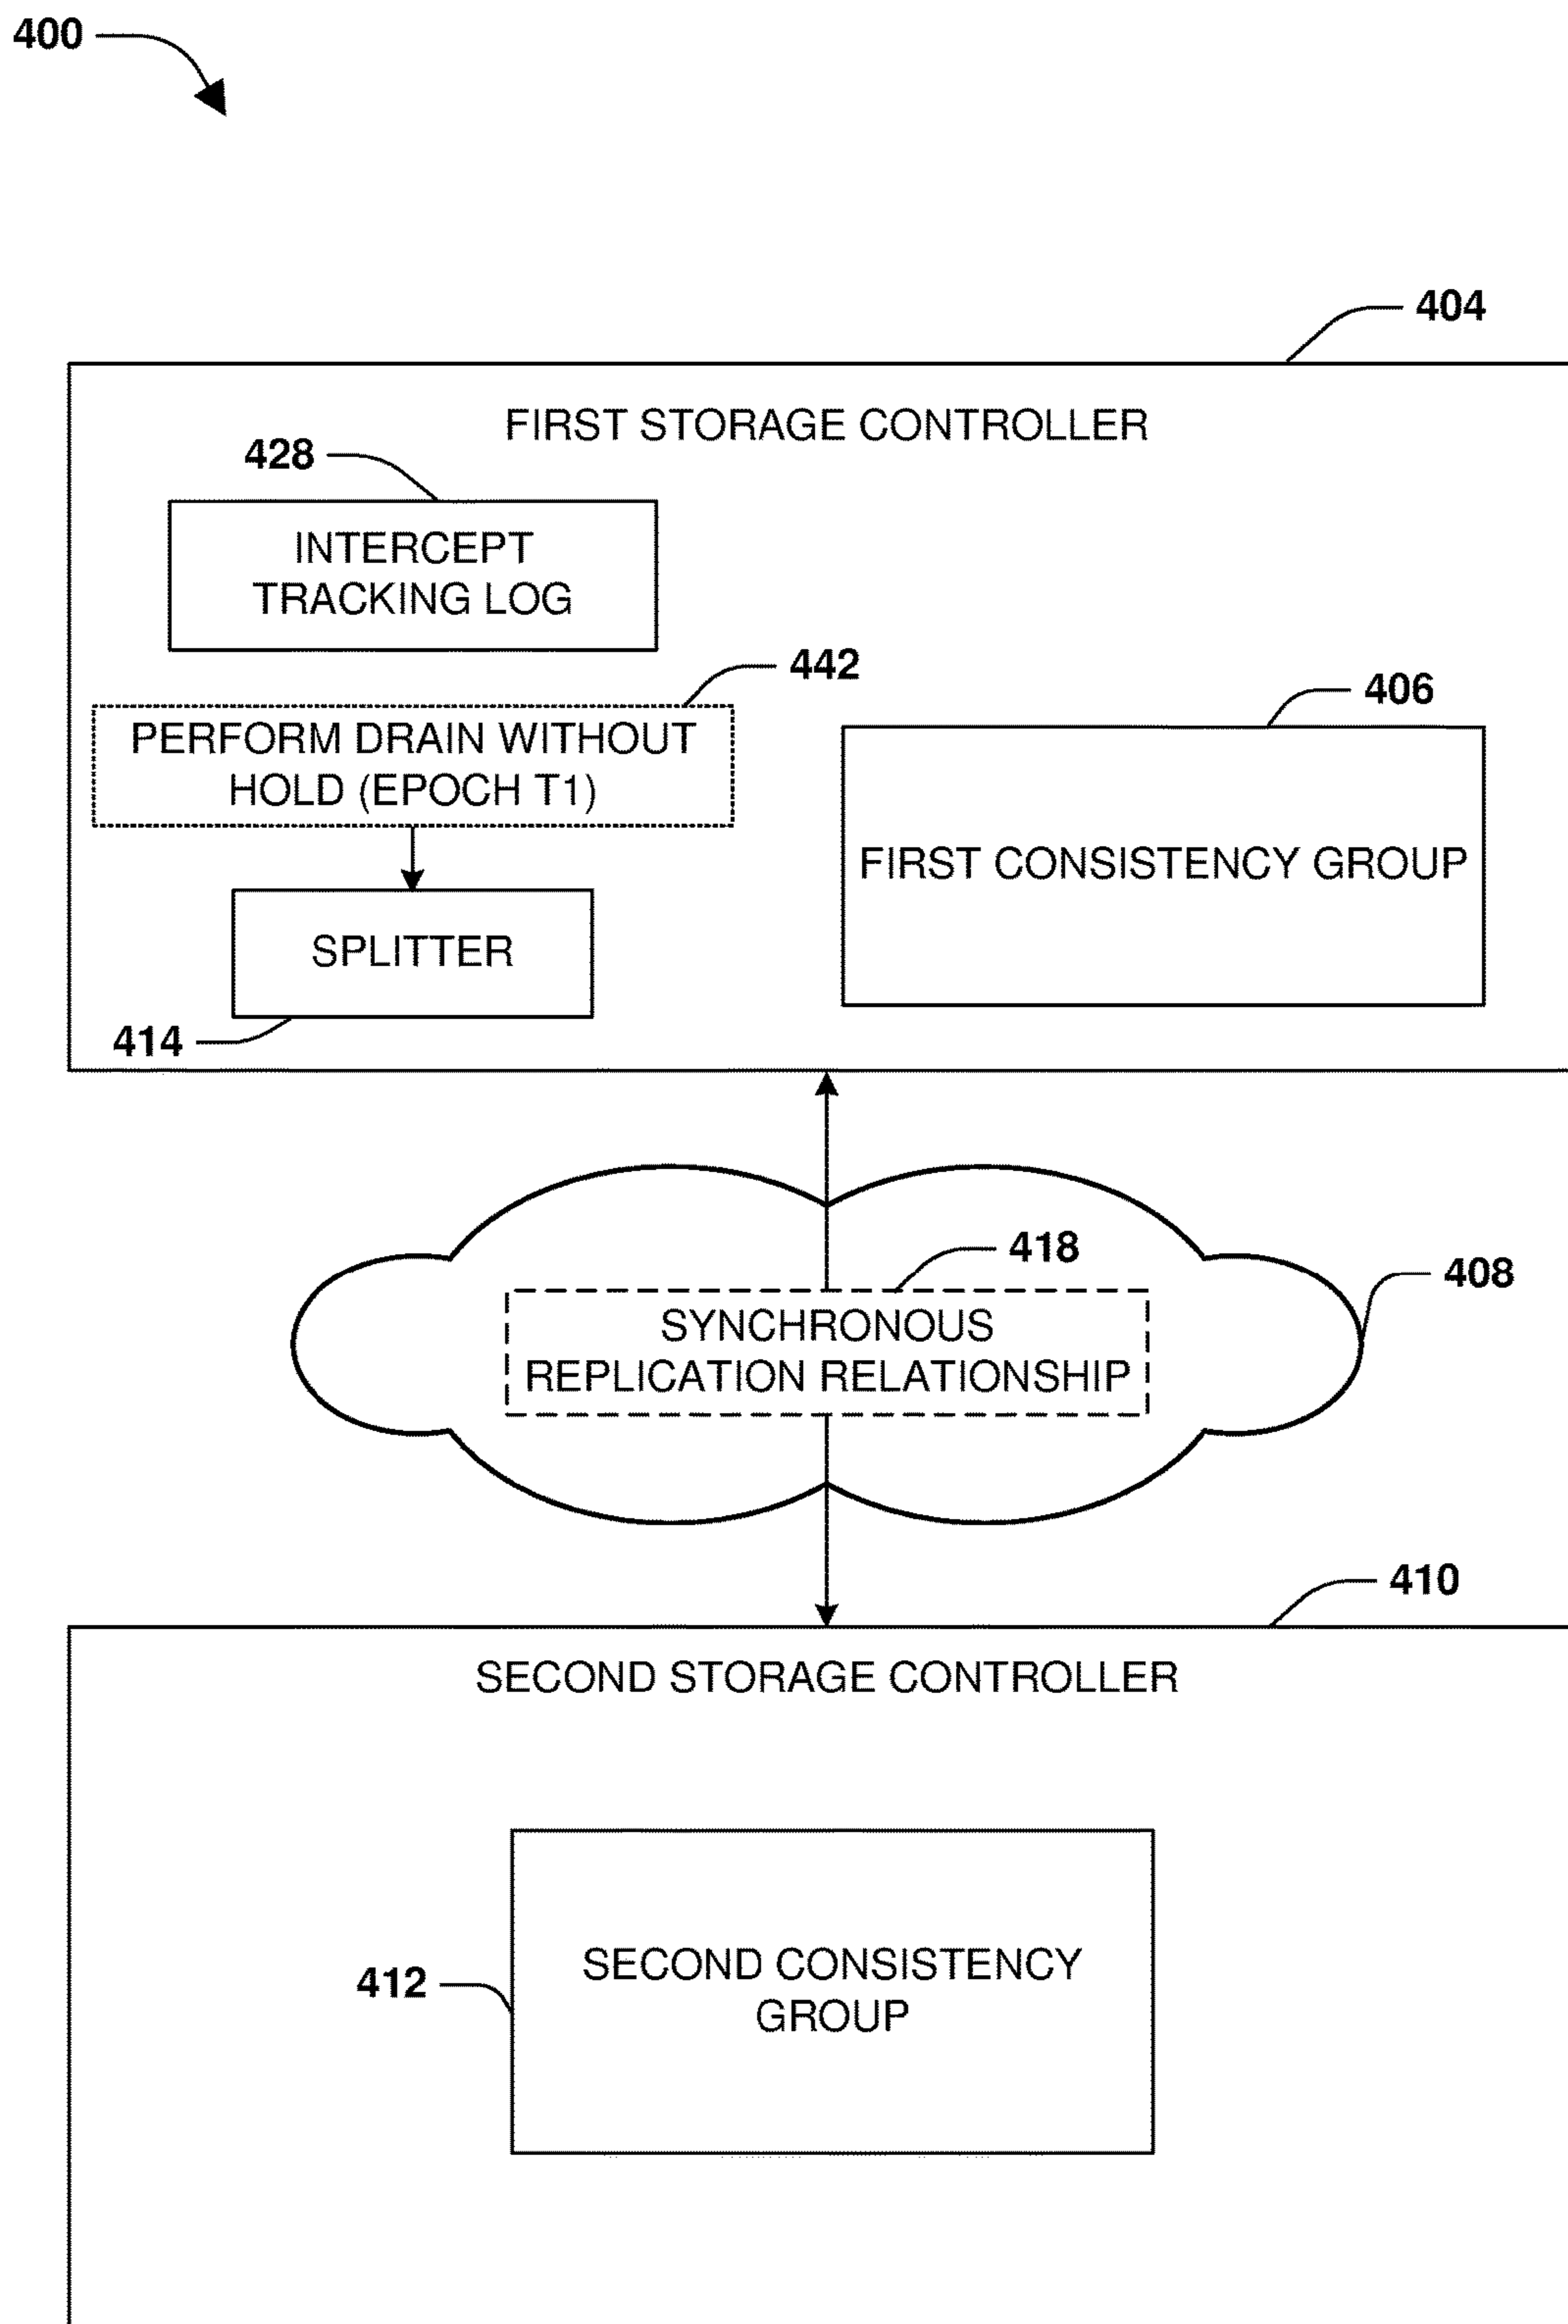 400
404
FIRST STORAGE CONTROLLER
428
INTERCEPT
TRACKING LOG
442
PERFORM DRAIN WITHOUT
HOLD (EPOCH T1)
406
FIRST CONSISTENCY GROUP
SPLITTER
414
418
SYNCHRONOUS
REPLICATION RELATIONSHIP
408
410
SECOND STORAGE CONTROLLER
412
SECOND CONSISTENCY
GROUP